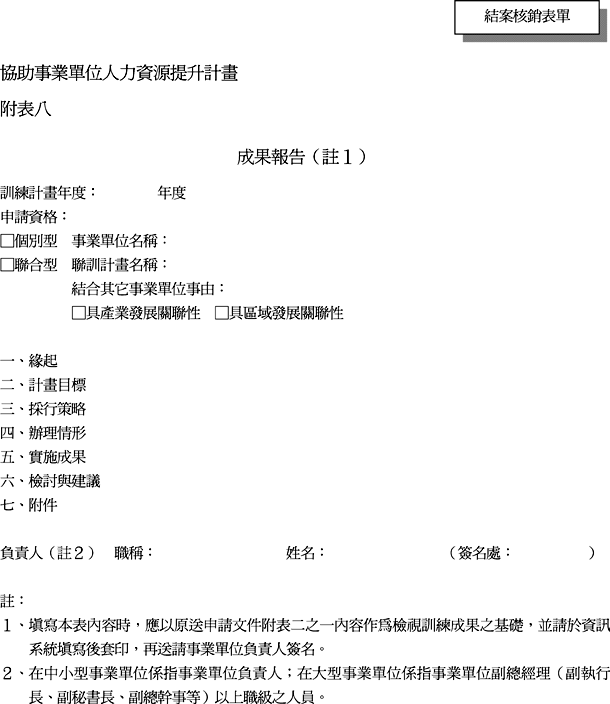 結案核銷表單
協助事業單位人力資源提升計畫
附表八
成果報告（註１）
訓練計畫年度：　　　　年度
申請資格：
□個別型　事業單位名稱：
□聯合型　聯訓計畫名稱：
結合其它事業單位事由：
□具產業發展關聯性　□具區域發展關聯性
一、緣起
二、計畫目標
三、採行策略
四、辦理情形
五、實施成果
六、檢討與建議
七、附件
負責人（註２）　職稱：　　　　　　　　　姓名：　　　　　　　　（簽名處：　　　　　）
註：
１、填寫本表內容時，應以原送申請文件附表二之一內容作為檢視訓練成果之基礎，並請於資訊
系統填寫後套印，再送請事業單位負責人簽名。
２、在中小型事業單位係指事業單位負責人；在大型事業單位係指事業單位副總經理（副執行
長、副秘書長、副總幹事等）以上職級之人員。